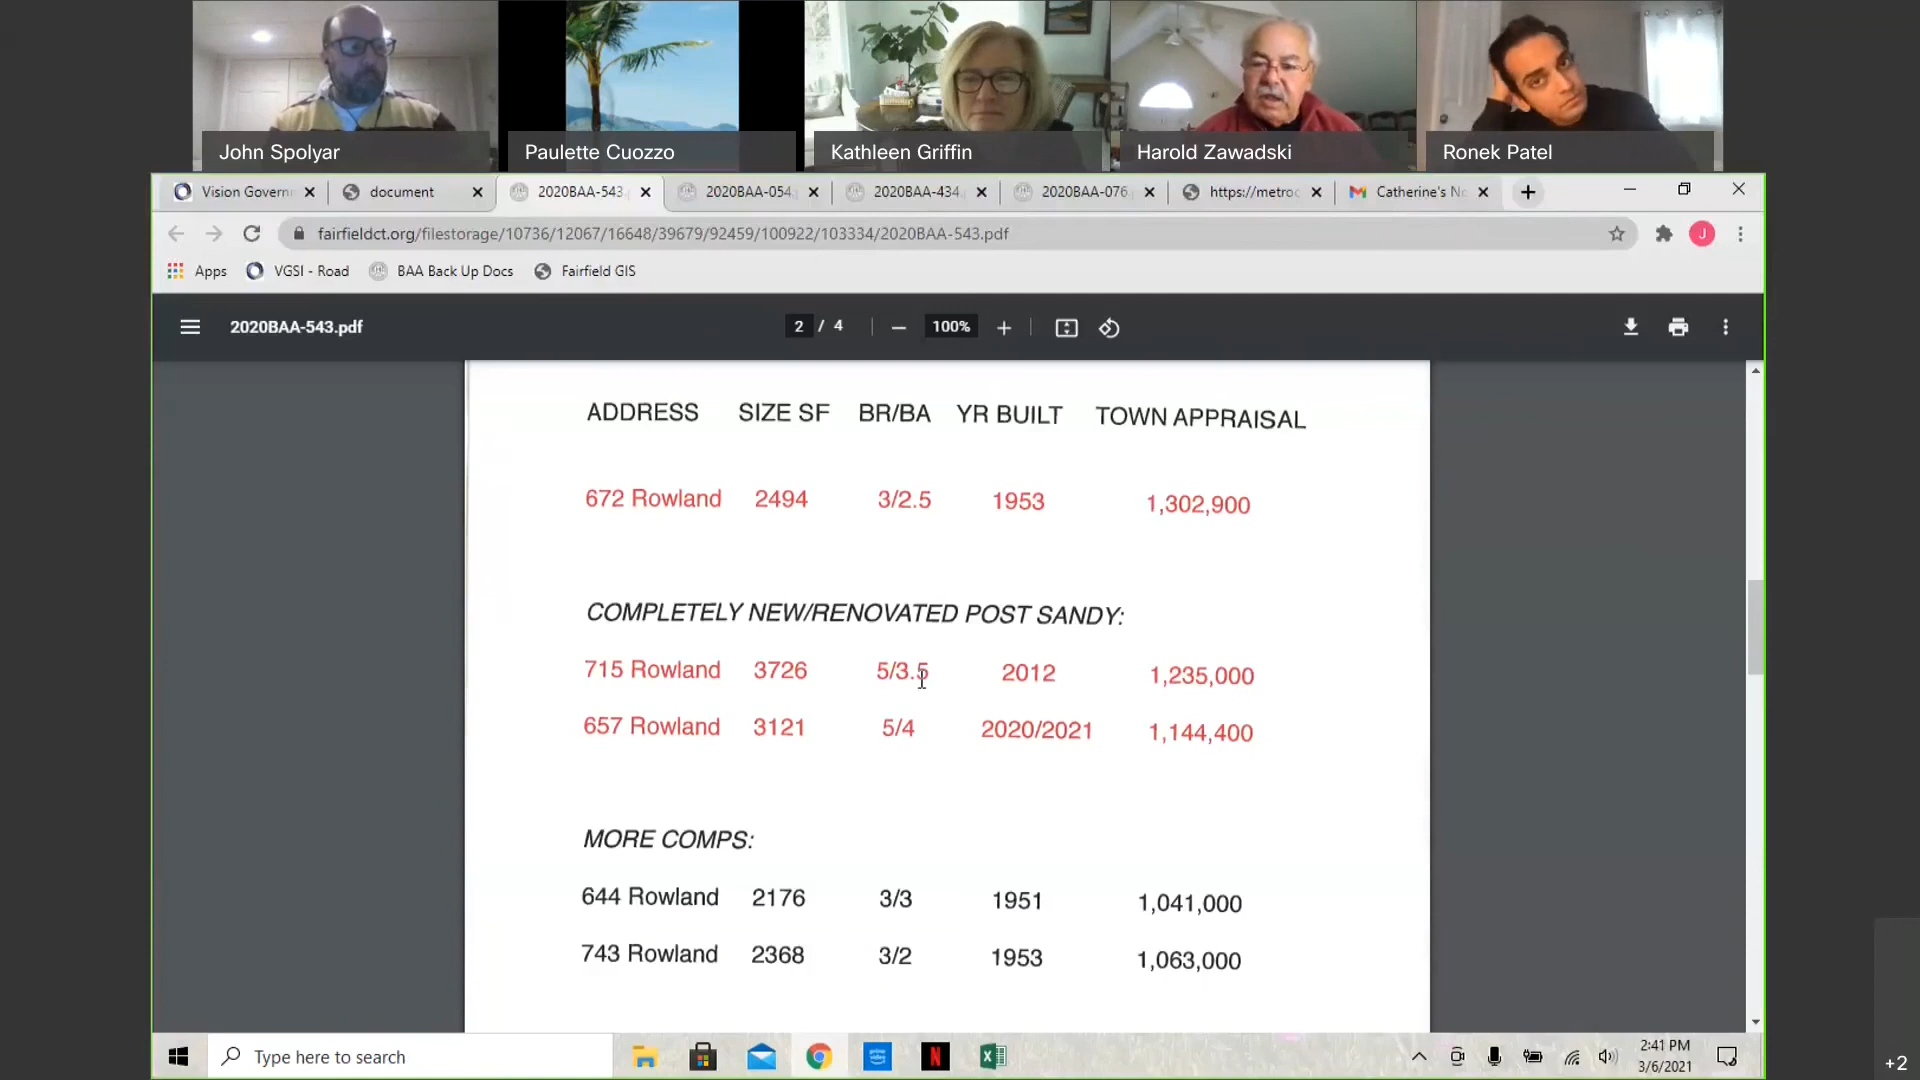 John Spolyar
Paulette Cuozzo
Kathleen Griffin
Harold Zawadski
Ronek Patel
Vision Govern
document
2020BAA-543.
2020BAA-054.
2020BAA-434.
2020BAA-076
https://metroc
Catherine's No
fairfieldct.org/filestorage/10736/12067/16648/39679/92459/100922/103334/2020BAA-543.pdf
J
Apps
VGSI - Road
BAA Back Up Docs
Fairfield GIS
2020BAA-543.pdf
2 / 4
100%
ADDRESS SIZE SF BR/BA YR BUILT TOWN APPRAISAL
672 Rowland 2494 3/2.5 1953 1,302,900
COMPLETELY NEW/RENOVATED POST SANDY:
715 Rowland 3726 5/3.5 2012 1,235,000
657 Rowland 3121 5/4 2020/2021 1,144,400
MORE COMPS:
644 Rowland 2176 3/3 1951 1,041,000
743 Rowland 2368 3/2 1953 1,063,000
Type here to search
prime video
N
2:41 PM
3/6/2021
+2